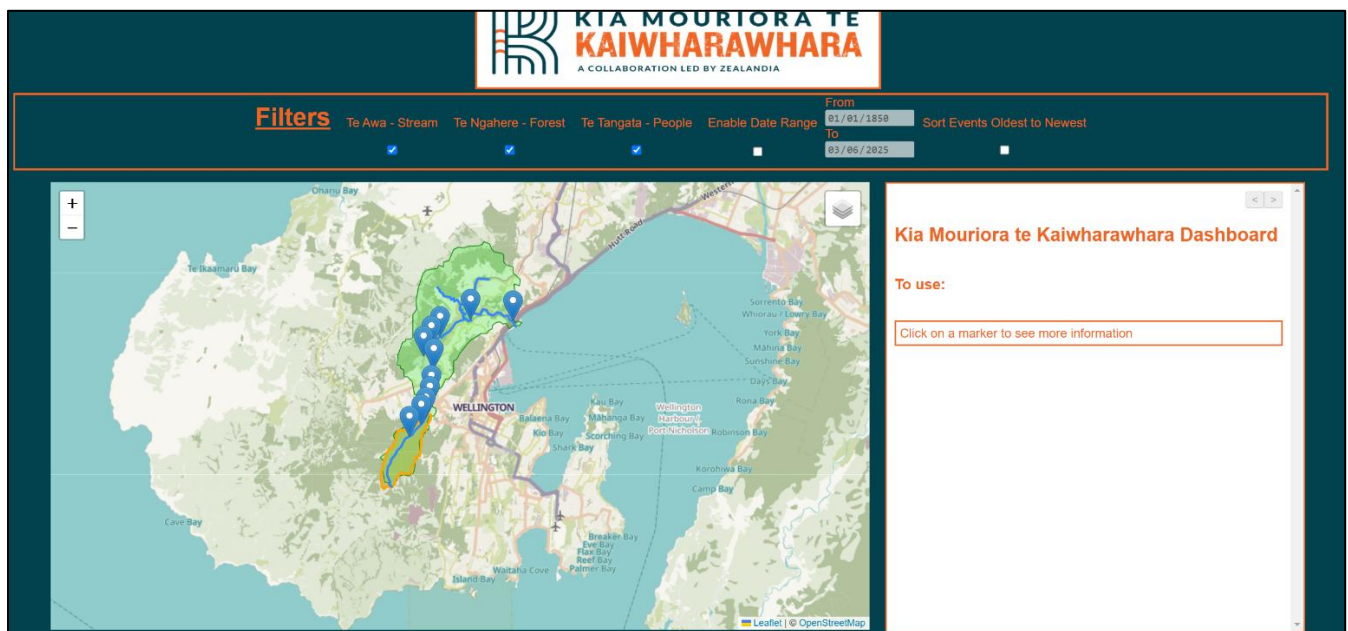 KIA MOURIORA TE
KAIWHARAWHARA
A COLLABORATION LED BY ZEALANDIA
Filters
Te Awa - Stream
Te Ngahere - Forest
Te Tangata - People
Enable Date Range
From
01/01/1850
To
03/06/2025
Sort Events Oldest to Newest
+
−
Ohariu Bay
Te Ikaamaru Bay
Cave Bay
Western
Hutt Road
Sorrento Bay
Whiorau / Lowry Bay
York Bay
Māhina Bay
Sunshine Bay
Days Bay
Rona Bay
WELLINGTON
Balaena Bay
Kio Bay
Kau Bay
Māhanga Bay
Scorching Bay
Shark Bay
Wellington
Harbour /
Port Nicholson
Robinson Bay
Korohiwa Bay
Camp Bay
Breaker Bay
Eve Bay
Flax Bay
Reef Bay
Palmer Bay
Waitaha Cove
Island Bay
Leaflet | © OpenStreetMap
< >
Kia Mouriora te Kaiwharawhara Dashboard
To use:
Click on a marker to see more information